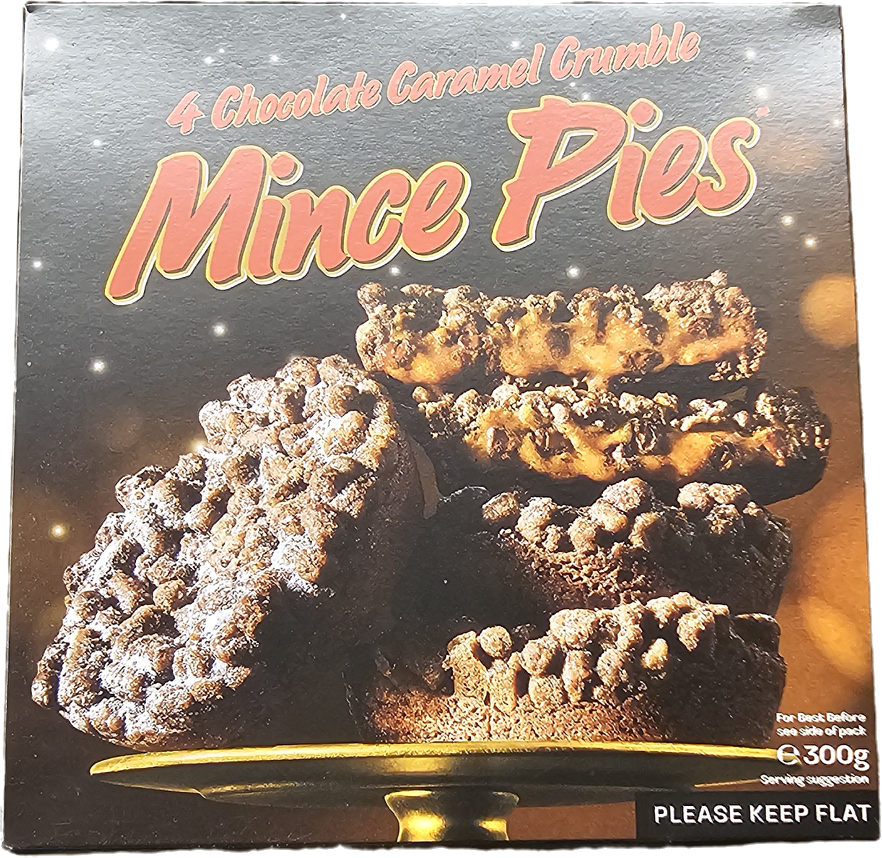 4 Chocolate Caramel Crumble
Mince Pies*
For Best Before
see side of pack
℮300g
Serving suggestion
PLEASE KEEP FLAT